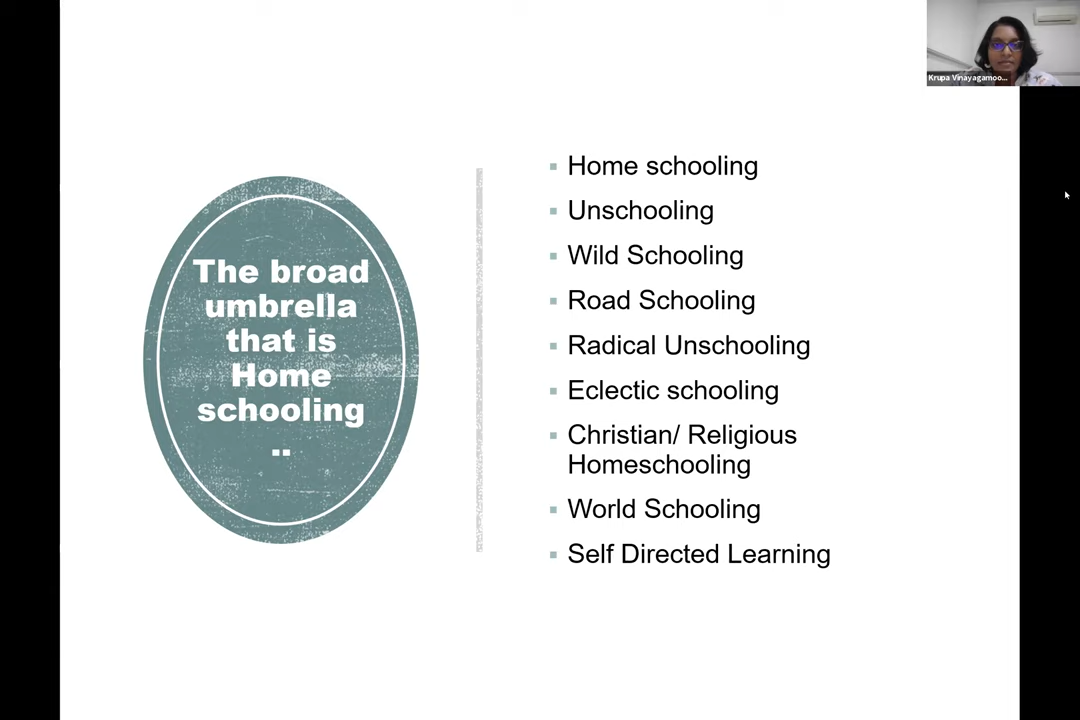 Krupa Vinayagamoo...
The broad
umbrella
that is
Home
schooling
..
Home schooling
Unschooling
Wild Schooling
Road Schooling
Radical Unschooling
Eclectic schooling
Christian/ Religious
Homeschooling
World Schooling
Self Directed Learning